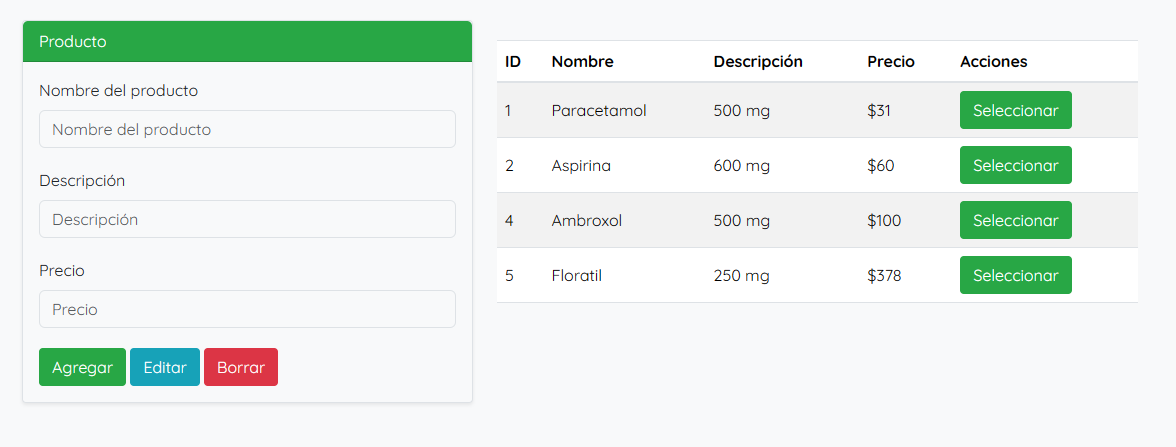 Producto
Nombre del producto
Nombre del producto
Descripción
Descripción
Precio
Precio
Agregar Editar Borrar
ID Nombre Descripción Precio Acciones
1 Paracetamol 500 mg $31 Seleccionar
2 Aspirina 600 mg $60 Seleccionar
4 Ambroxol 500 mg $100 Seleccionar
5 Floratil 250 mg $378 Seleccionar